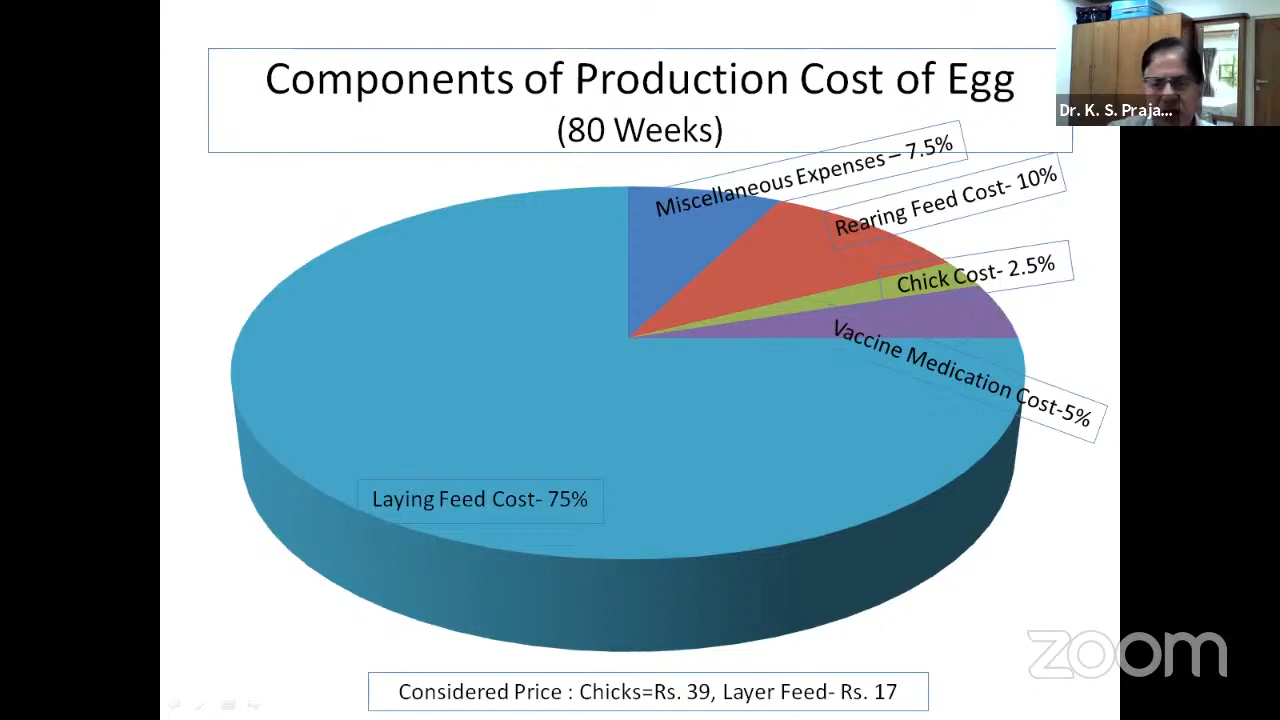 Components of Production Cost of Egg
(80 Weeks)
Dr. K. S. Praja...
Miscellaneous Expenses – 7.5%
Rearing Feed Cost- 10%
Chick Cost- 2.5%
Vaccine Medication Cost-5%
Laying Feed Cost- 75%
zoom
Considered Price : Chicks=Rs. 39, Layer Feed- Rs. 17